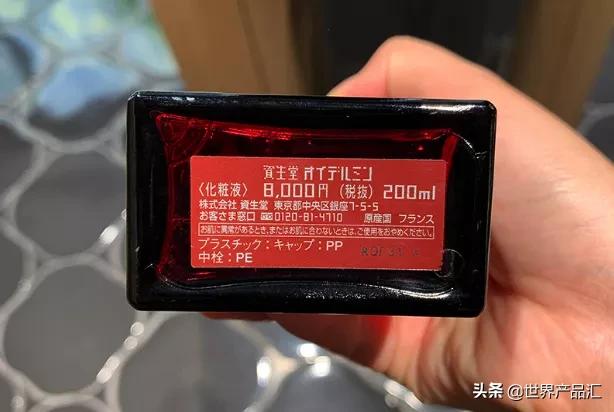 資生堂 オイデルミン
〈化粧液〉 8,000円 (税抜) 200ml
株式会社 資生堂 東京都中央区銀座7-5-5
お客さま窓口 0120-81-4710 原産国 フランス
お肌に異常があるとき、またはお肌に合わないときは、ご使用をおやめください。
プラスチック:キャップ:PP
中栓:PE
头条 @世界产品汇